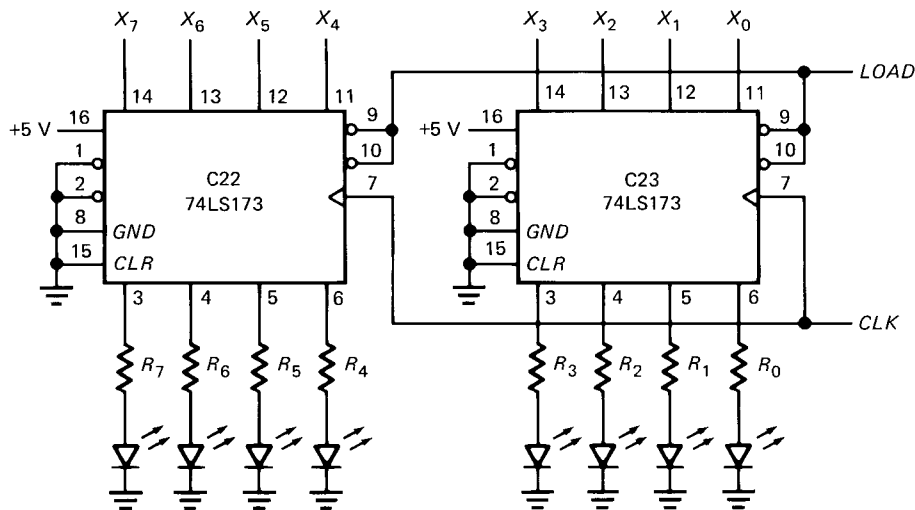 X7 X6 X5 X4 X3 X2 X1 X0
LOAD
14 13 12 11 14 13 12 11
+5 V 16 9 +5 V 16 9
1 10 1 10
C22 C23
2 74LS173 7 2 74LS173 7
8 GND 8 GND
15 CLR 15 CLR
3 4 5 6 3 4 5 6
CLK
R7 R6 R5 R4 R3 R2 R1 R0